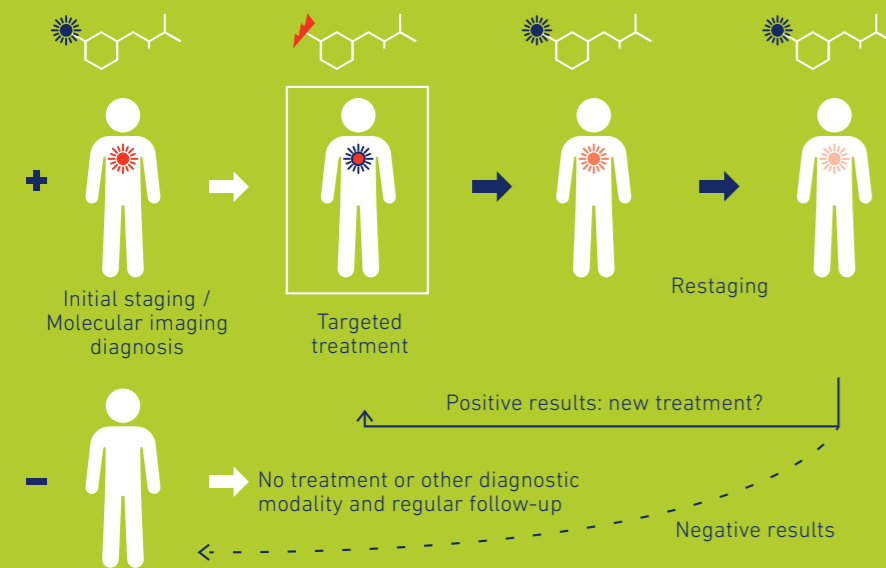 +
Initial staging /
Molecular imaging
diagnosis
Targeted
treatment
Restaging
Positive results: new treatment?
–
No treatment or other diagnostic
modality and regular follow-up
Negative results